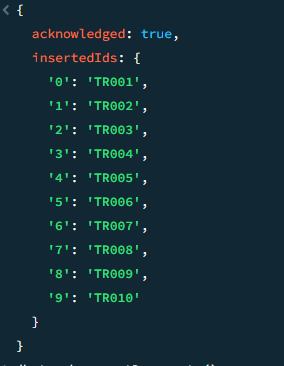 {
acknowledged: true,
insertedIds: {
'0': 'TR001',
'1': 'TR002',
'2': 'TR003',
'3': 'TR004',
'4': 'TR005',
'5': 'TR006',
'6': 'TR007',
'7': 'TR008',
'8': 'TR009',
'9': 'TR010'
}
}